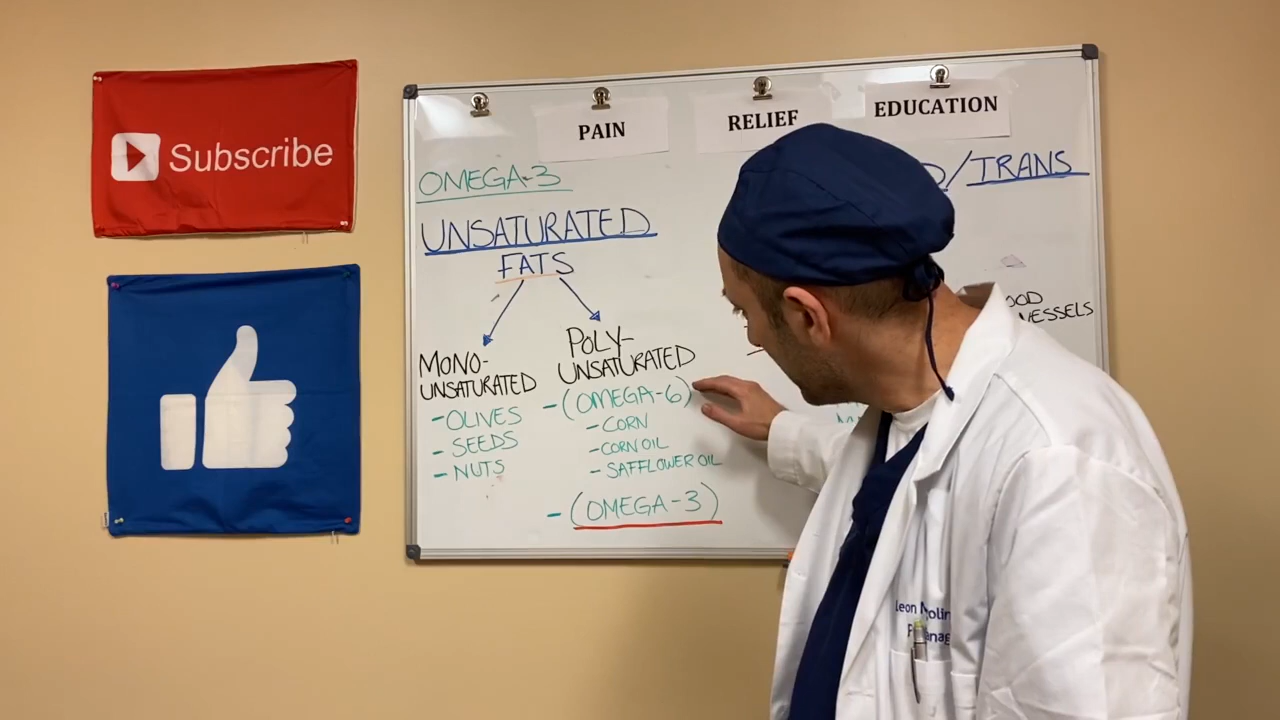 Subscribe
PAIN
RELIEF
EDUCATION
OMEGA-3
UNSATURATED
FATS
MONO-
UNSATURATED
- OLIVES
- SEEDS
- NUTS
POLY-
UNSATURATED
- (OMEGA-6)
- CORN
- CORN OIL
- SAFFLOWER OIL
- (OMEGA-3)
/TRANS
VESSELS
leon